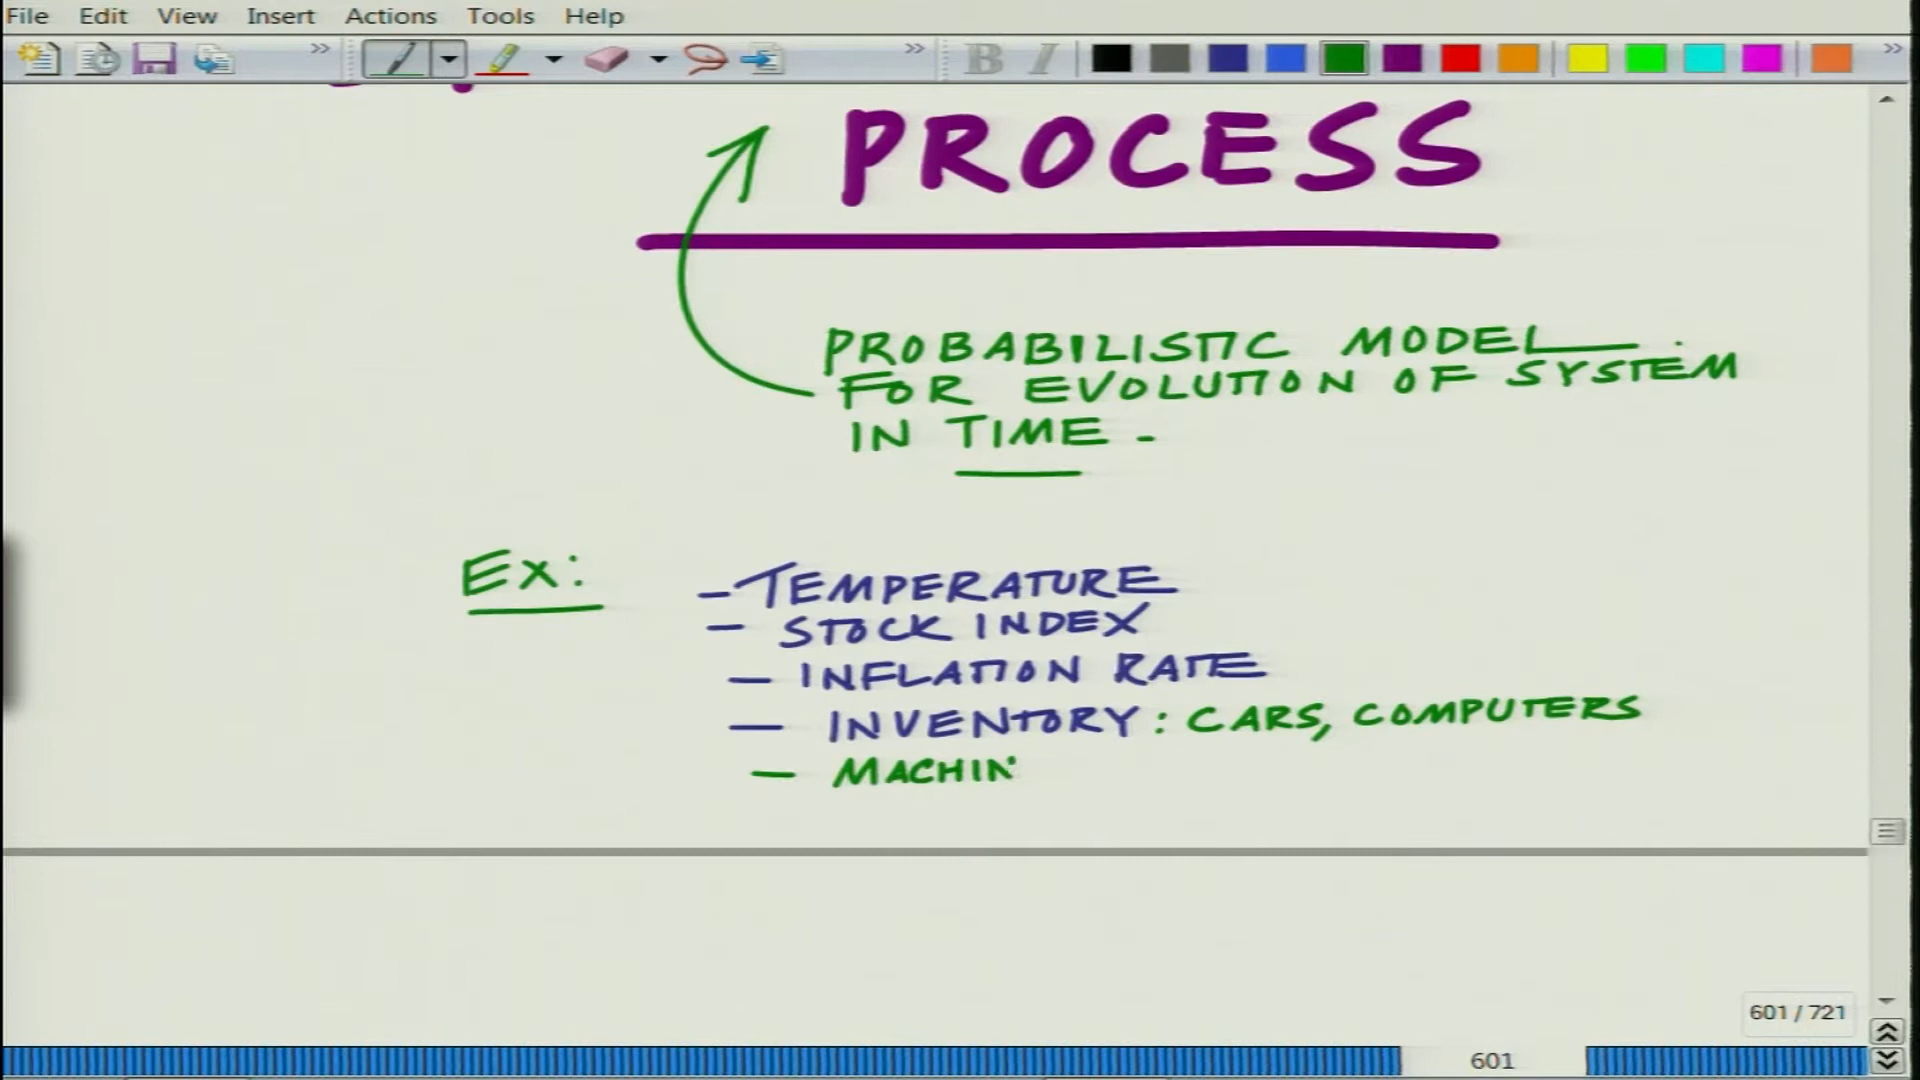 File Edit View Insert Actions Tools Help
B I
PROCESS
PROBABILISTIC MODEL
FOR EVOLUTION OF SYSTEM
IN TIME -
Ex:
- TEMPERATURE
- STOCK INDEX
- INFLATION RATE
- INVENTORY : CARS, COMPUTERS
- MACHIN
601 / 721
601